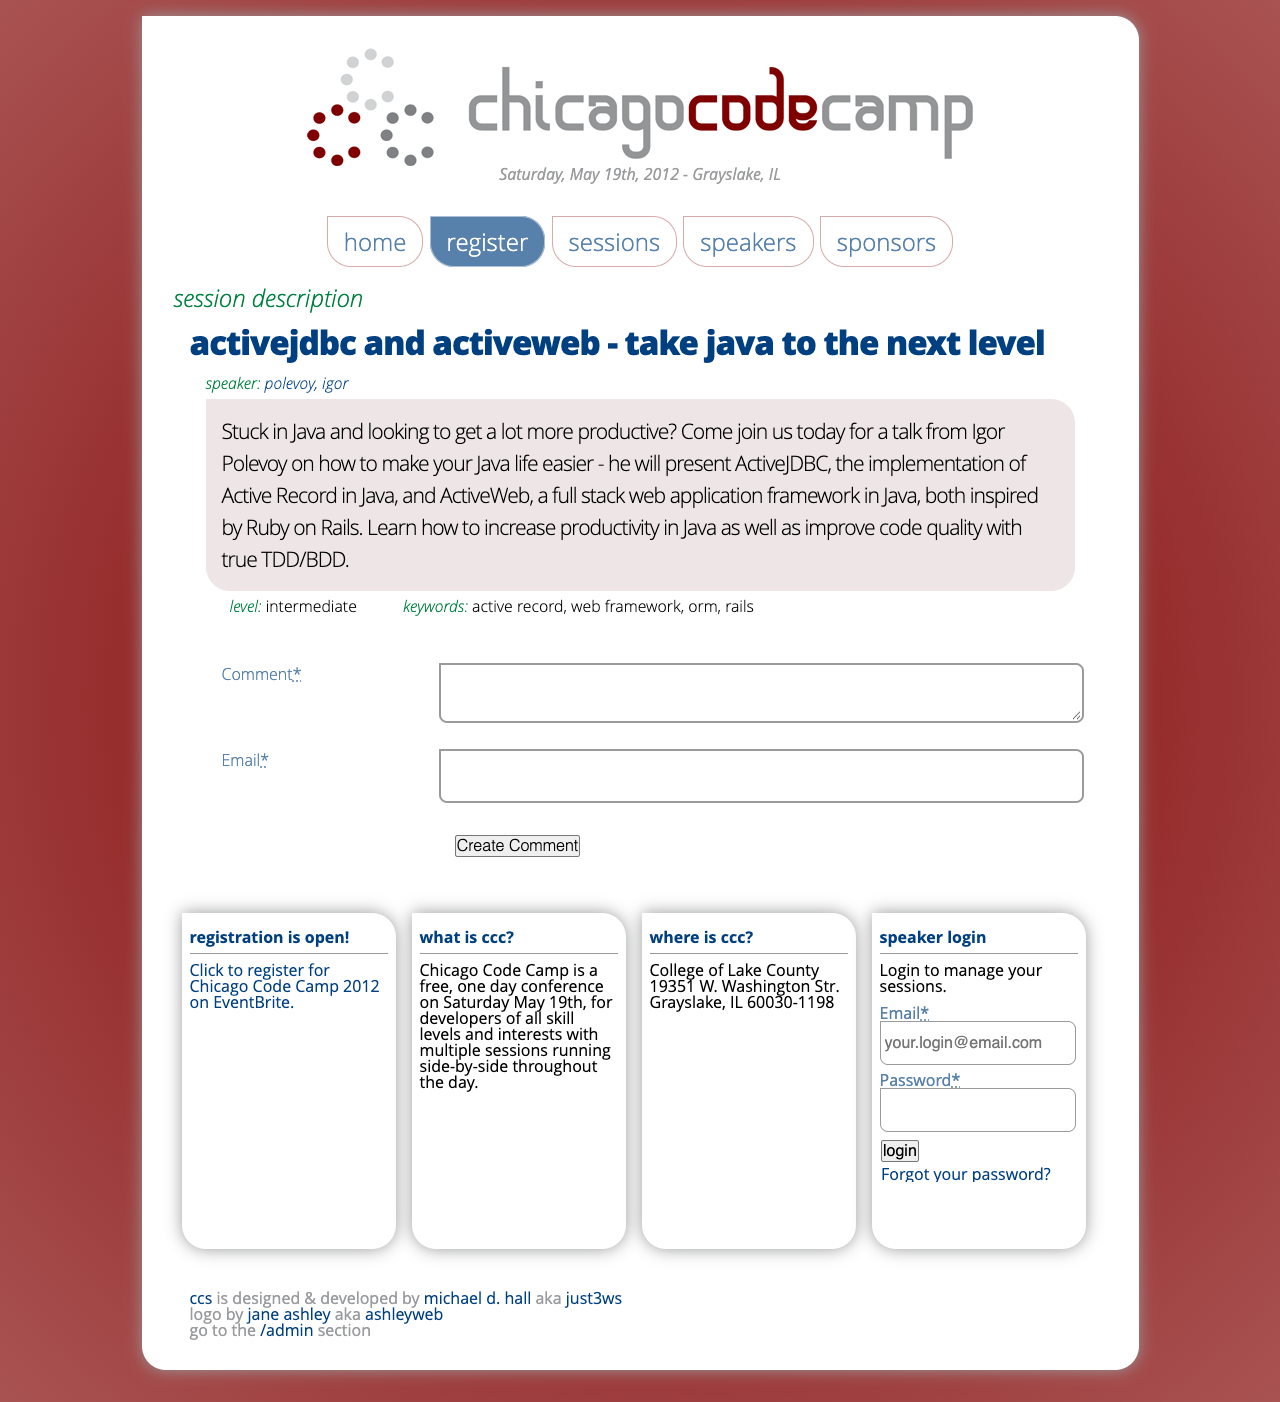 chicagocodecamp
Saturday, May 19th, 2012 - Grayslake, IL
home register sessions speakers sponsors
session description
activejdbc and activeweb - take java to the next level
speaker: polevoy, igor
Stuck in Java and looking to get a lot more productive? Come join us today for a talk from Igor
Polevoy on how to make your Java life easier - he will present ActiveJDBC, the implementation of
Active Record in Java, and ActiveWeb, a full stack web application framework in Java, both inspired
by Ruby on Rails. Learn how to increase productivity in Java as well as improve code quality with
true TDD/BDD.
level: intermediate keywords: active record, web framework, orm, rails
Comment*
Email*
Create Comment
registration is open!
Click to register for
Chicago Code Camp 2012
on EventBrite.
what is ccc?
Chicago Code Camp is a
free, one day conference
on Saturday May 19th, for
developers of all skill
levels and interests with
multiple sessions running
side-by-side throughout
the day.
where is ccc?
College of Lake County
19351 W. Washington Str.
Grayslake, IL 60030-1198
speaker login
Login to manage your
sessions.
Email*
your.login@email.com
Password*
login
Forgot your password?
ccs is designed & developed by michael d. hall aka just3ws
logo by jane ashley aka ashleyweb
go to the /admin section